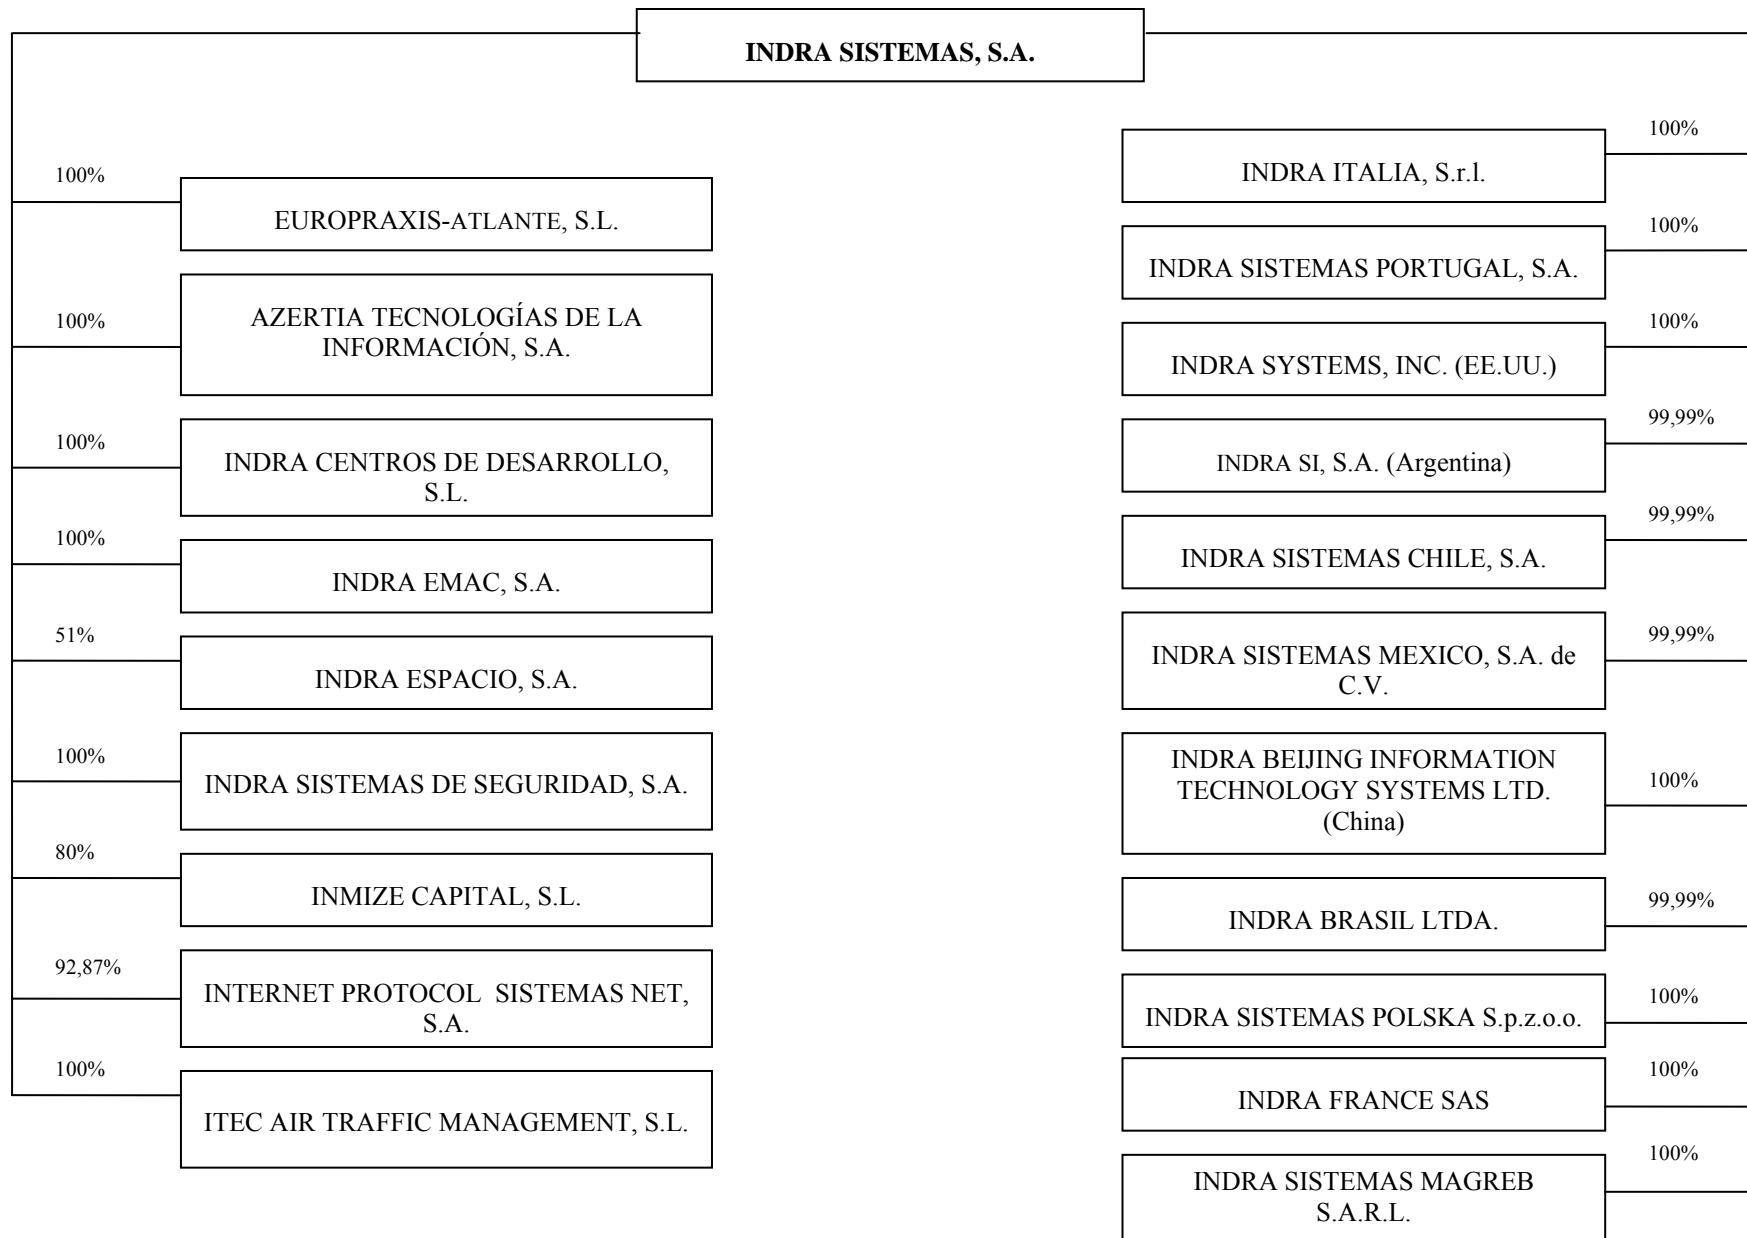 INDRA SISTEMAS, S.A.
100%
EUROPRAXIS-ATLANTE, S.L.
100%
AZERTIA TECNOLOGÍAS DE LA
INFORMACIÓN, S.A.
100%
INDRA CENTROS DE DESARROLLO,
S.L.
100%
INDRA EMAC, S.A.
51%
INDRA ESPACIO, S.A.
100%
INDRA SISTEMAS DE SEGURIDAD, S.A.
80%
INMIZE CAPITAL, S.L.
92,87%
INTERNET PROTOCOL SISTEMAS NET,
S.A.
100%
ITEC AIR TRAFFIC MANAGEMENT, S.L.
100%
INDRA ITALIA, S.r.l.
100%
INDRA SISTEMAS PORTUGAL, S.A.
100%
INDRA SYSTEMS, INC. (EE.UU.)
99,99%
INDRA SI, S.A. (Argentina)
99,99%
INDRA SISTEMAS CHILE, S.A.
99,99%
INDRA SISTEMAS MEXICO, S.A. de
C.V.
INDRA BEIJING INFORMATION
TECHNOLOGY SYSTEMS LTD.
(China)
100%
99,99%
INDRA BRASIL LTDA.
100%
INDRA SISTEMAS POLSKA S.p.z.o.o.
100%
INDRA FRANCE SAS
100%
INDRA SISTEMAS MAGREB
S.A.R.L.